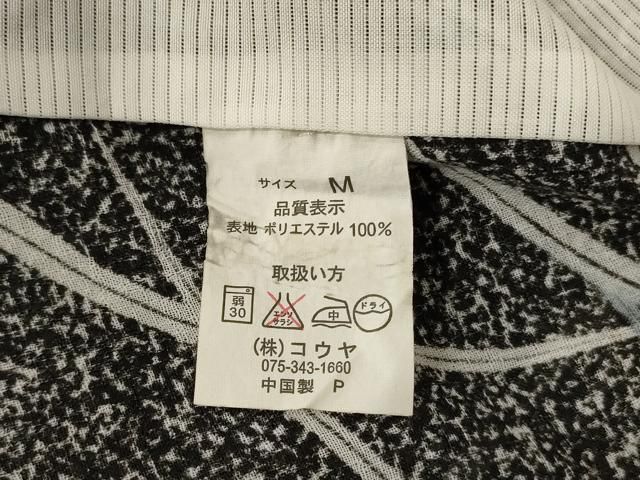 サイズ M
品質表示
表地 ポリエステル 100%
取扱い方
弱 30
エンソ サラシ
中
ドライ
(株) コウヤ
075-343-1660
中国製 P